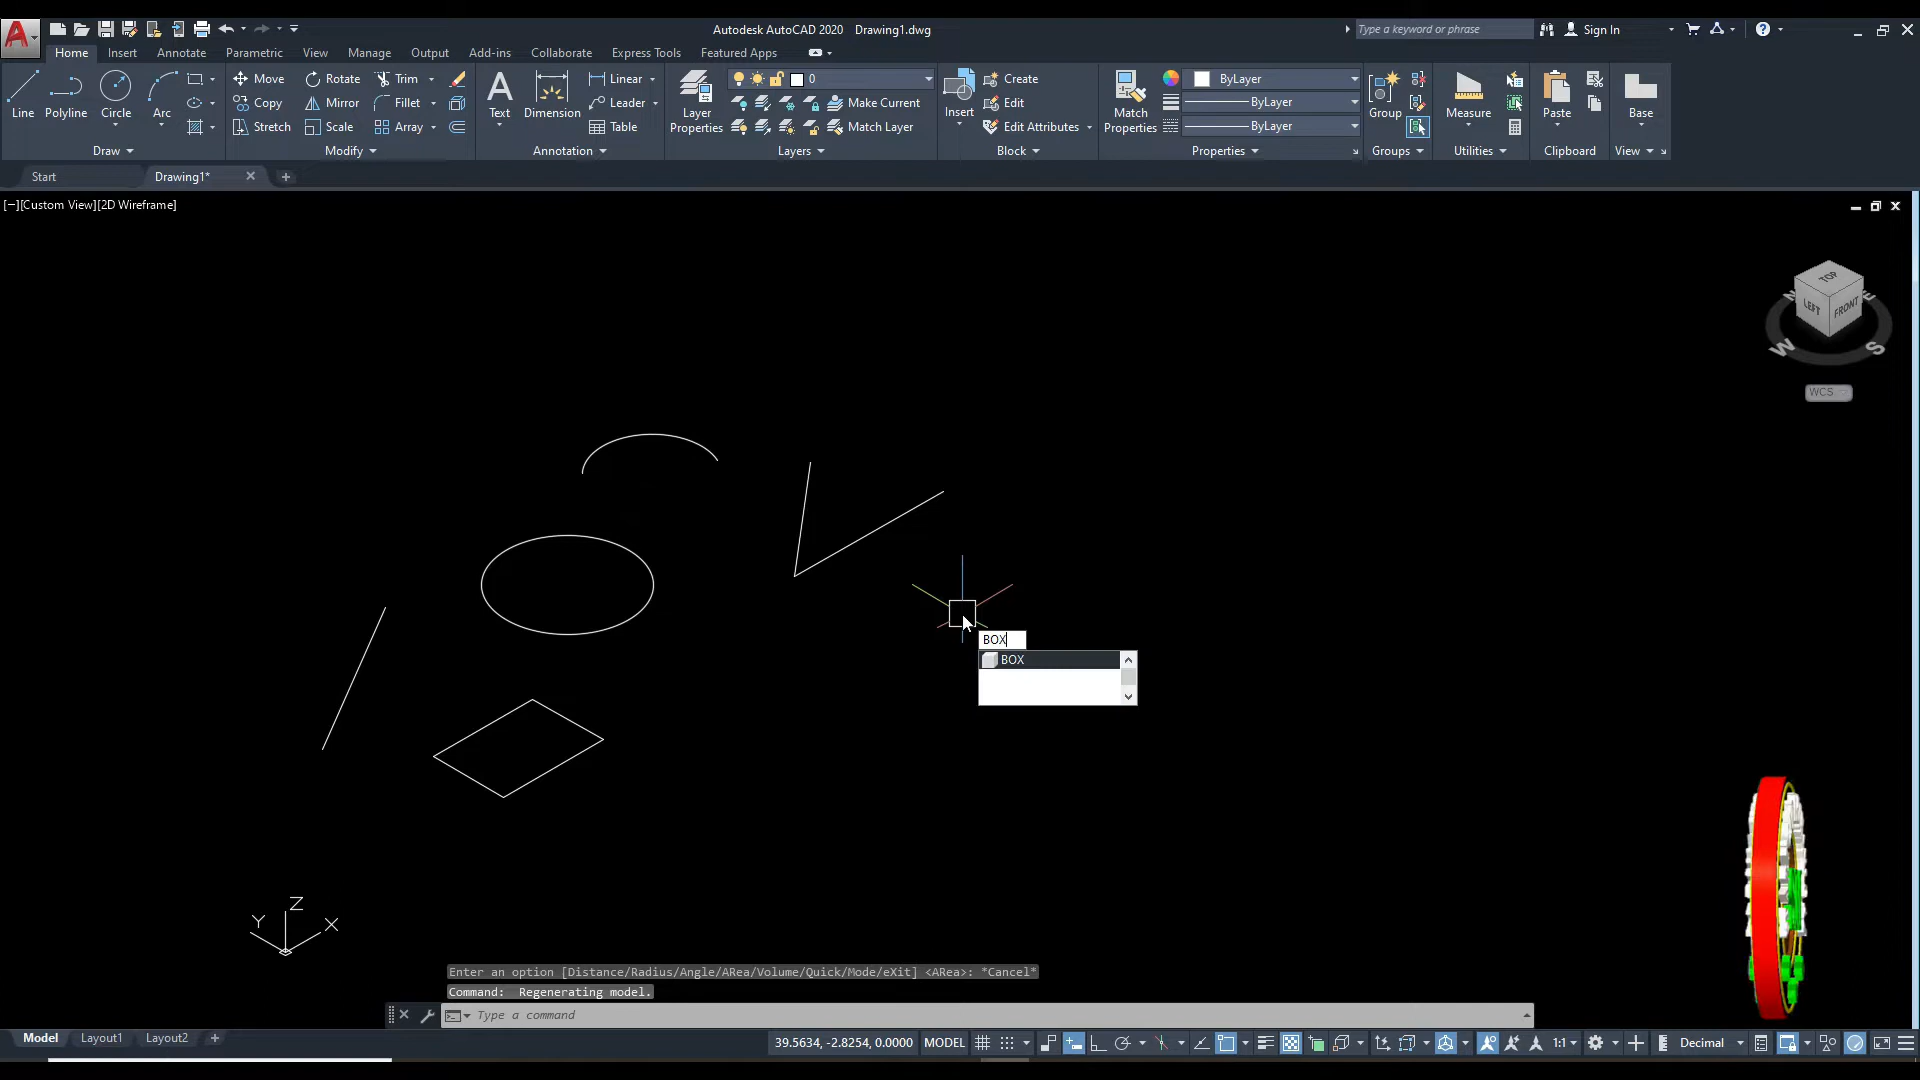 Autodesk AutoCAD 2020 Drawing1.dwg
Type a keyword or phrase
Sign In
Home Insert Annotate Parametric View Manage Output Add-ins Collaborate Express Tools Featured Apps
Line Polyline Circle Arc
Draw
Move Rotate Trim
Copy Mirror Fillet
Stretch Scale Array
Modify
Text Dimension
Linear
Leader
Table
Annotation
Layer Properties
0
Make Current
Match Layer
Layers
Insert
Create
Edit
Edit Attributes
Block
Match Properties
ByLayer
ByLayer
ByLayer
Properties
Group
Groups
Measure
Utilities
Paste
Clipboard
Base
View
Start Drawing1*
[−][Custom View][2D Wireframe]
TOP
LEFT FRONT
W S
WCS
BOX
BOX
Z
Y X
Enter an option [Distance/Radius/Angle/ARea/Volume/Quick/Mode/eXit] <ARea>: *Cancel*
Command: Regenerating model.
Type a command
Model Layout1 Layout2
39.5634, -2.8254, 0.0000 MODEL
1:1
Decimal